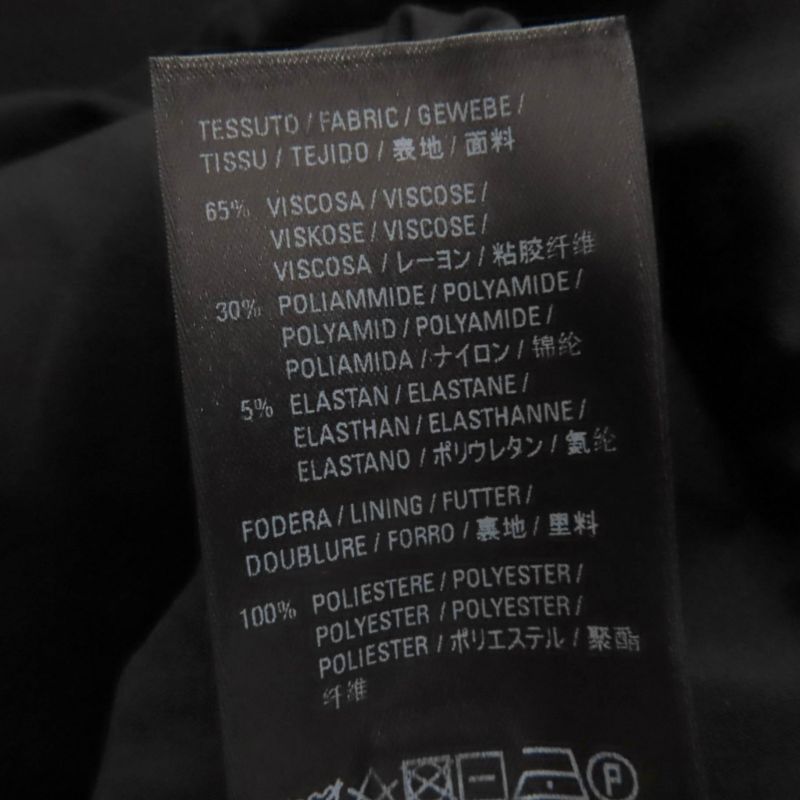 TESSUTO / FABRIC / GEWEBE /
TISSU / TEJIDO / 表地 / 面料
65% VISCOSA / VISCOSE /
VISKOSE / VISCOSE /
VISCOSA / レーヨン / 粘胶纤维
30% POLIAMMIDE / POLYAMIDE /
POLYAMID / POLYAMIDE /
POLIAMIDA / ナイロン / 锦纶
5% ELASTAN / ELASTANE /
ELASTHAN / ELASTHANNE /
ELASTANO / ポリウレタン / 氨纶
FODERA / LINING / FUTTER /
DOUBLURE / FORRO / 裏地 / 里料
100% POLIESTERE / POLYESTER /
POLYESTER / POLYESTER /
POLIESTER / ポリエステル / 聚酯
纤维
P